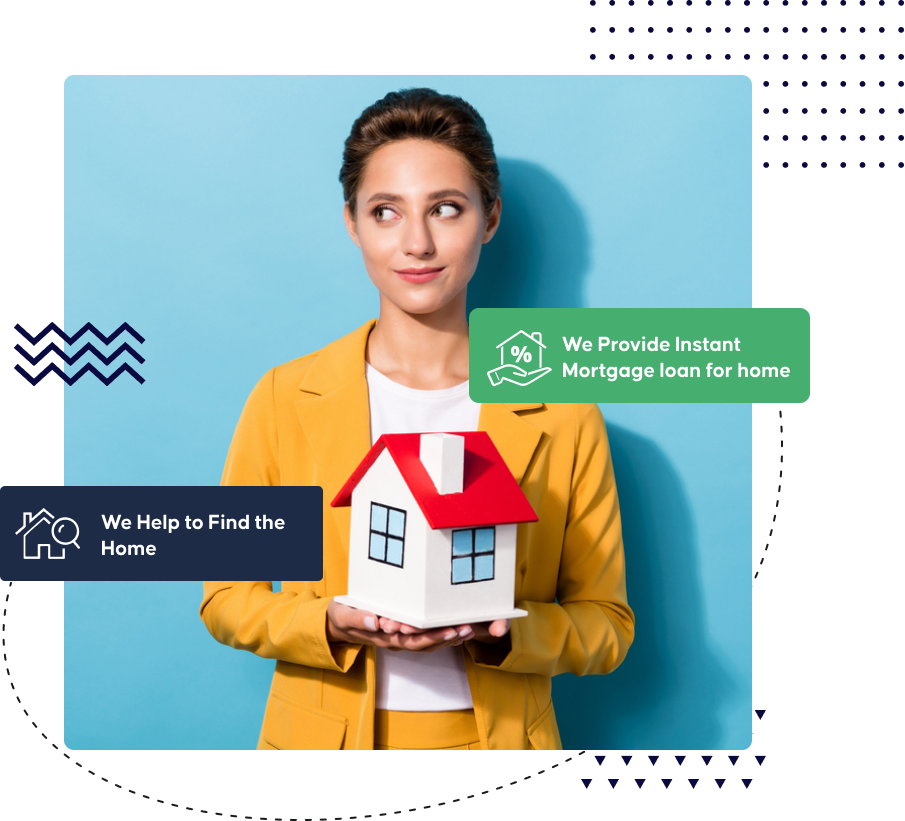 We Provide Instant
Mortgage loan for home
%
We Help to Find the
Home